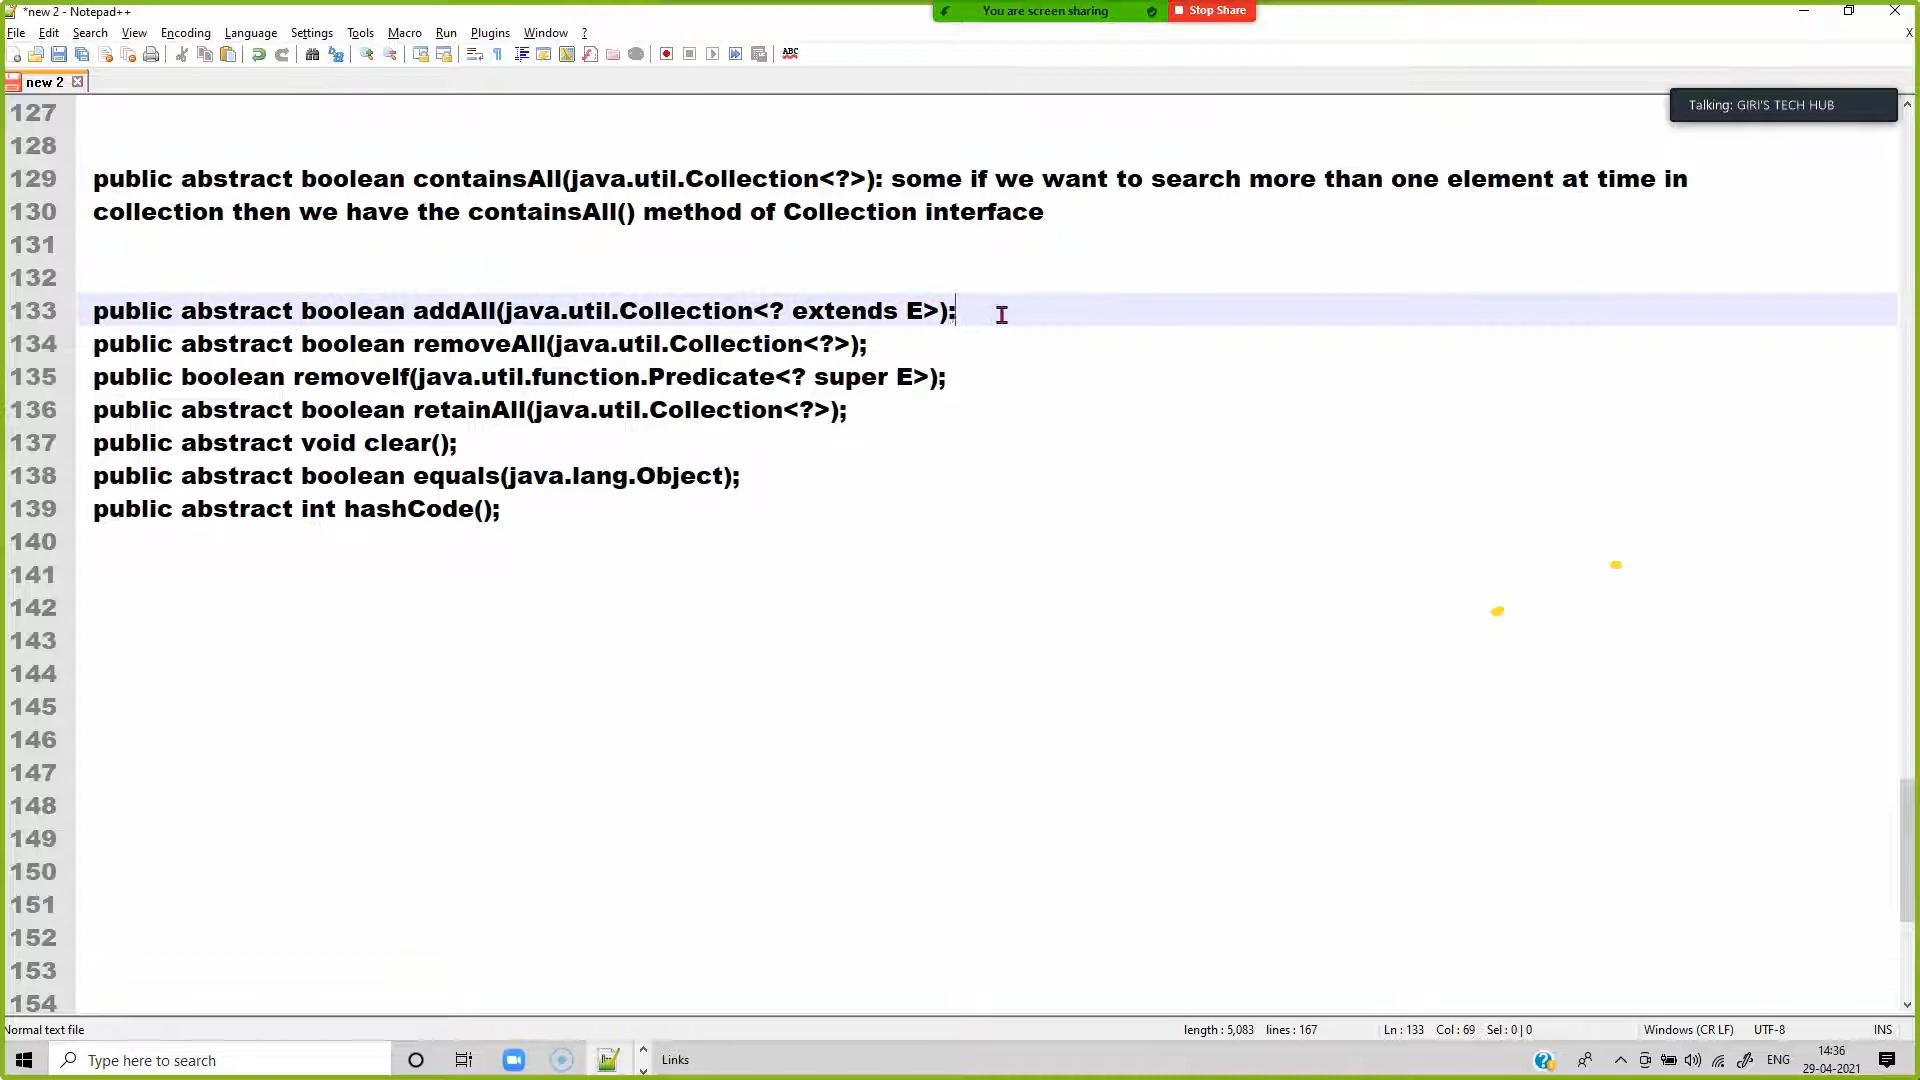 *new 2 - Notepad++
You are screen sharing
Stop Share
File Edit Search View Encoding Language Settings Tools Macro Run Plugins Window ?
X
new 2
Talking: GIRI'S TECH HUB
127
128
129 public abstract boolean containsAll(java.util.Collection<?>): some if we want to search more than one element at time in
130 collection then we have the containsAll() method of Collection interface
131
132
133 public abstract boolean addAll(java.util.Collection<? extends E>):
134 public abstract boolean removeAll(java.util.Collection<?>);
135 public boolean removeIf(java.util.function.Predicate<? super E>);
136 public abstract boolean retainAll(java.util.Collection<?>);
137 public abstract void clear();
138 public abstract boolean equals(java.lang.Object);
139 public abstract int hashCode();
140
141
142
143
144
145
146
147
148
149
150
151
152
153
154
Normal text file length : 5,083 lines : 167 Ln : 133 Col : 69 Sel : 0 | 0 Windows (CR LF) UTF-8 INS
Type here to search
Links
ENG
14:36
29-04-2021